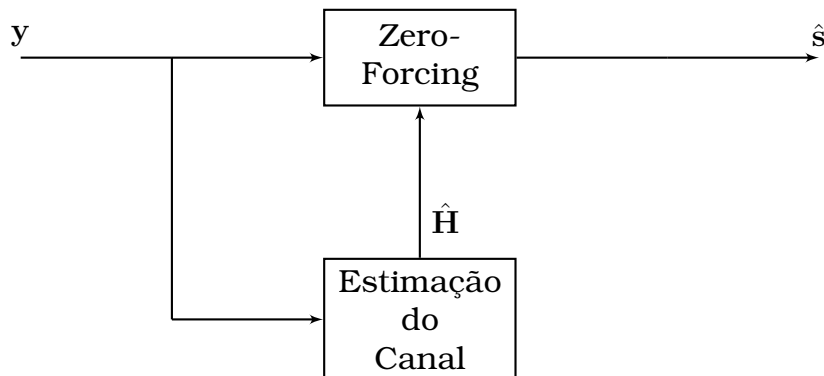 y
Zero-
Forcing
ŝ
Ĥ
Estimação
do
Canal